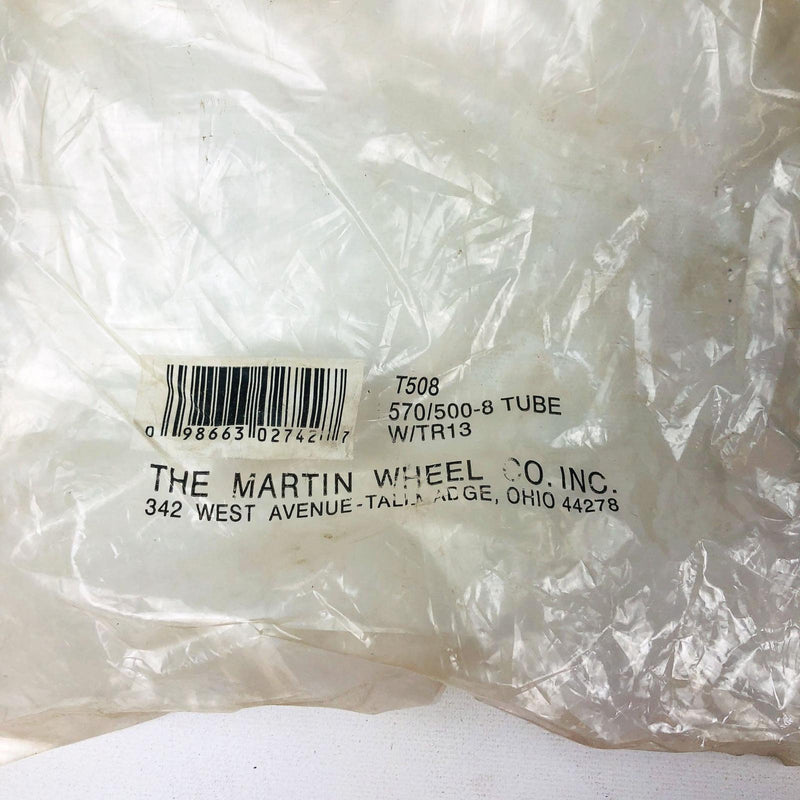 T508
570/500-8 TUBE
W/TR13
0 98663 02742 7
THE MARTIN WHEEL CO. INC.
342 WEST AVENUE-TALLMADGE, OHIO 44278